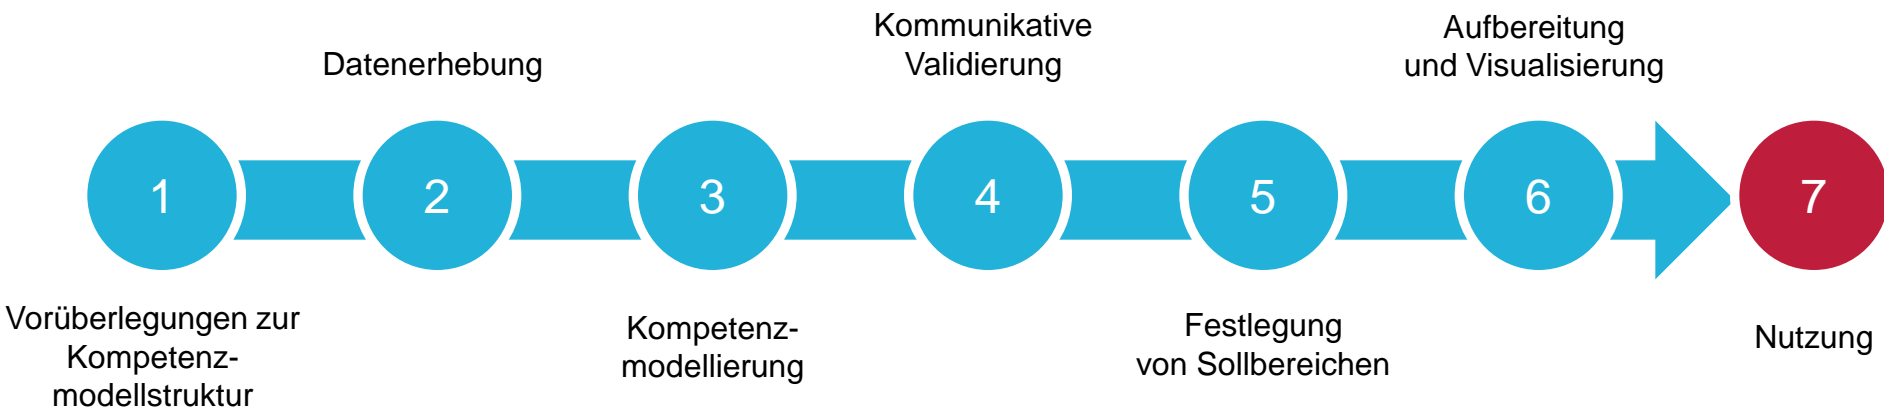 Kommunikative
Validierung
Aufbereitung
und Visualisierung
Datenerhebung
1
2
3
4
5
6
7
Vorüberlegungen zur
Kompetenz-
modellstruktur
Kompetenz-
modellierung
Festlegung
von Sollbereichen
Nutzung